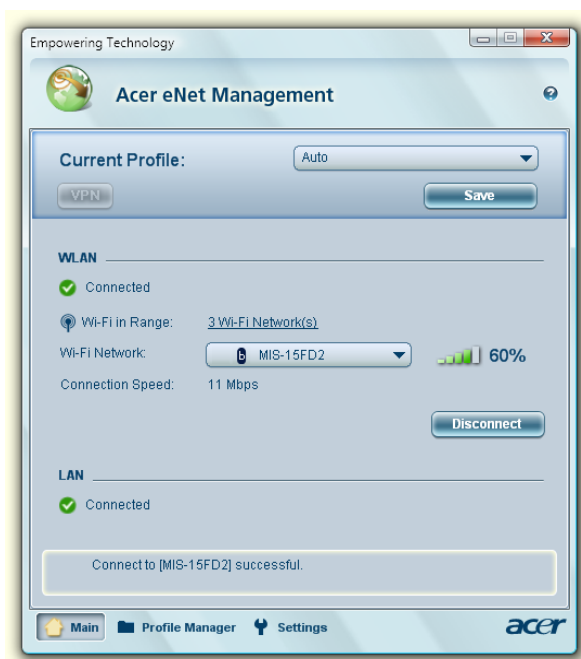 Empowering Technology
Acer eNet Management
Current Profile:
Auto
VPN
Save
WLAN
Connected
Wi-Fi in Range:
3 Wi-Fi Network(s)
Wi-Fi Network:
b MIS-15FD2
60%
Connection Speed:
11 Mbps
Disconnect
LAN
Connected
Connect to [MIS-15FD2] successful.
Main
Profile Manager
Settings
acer